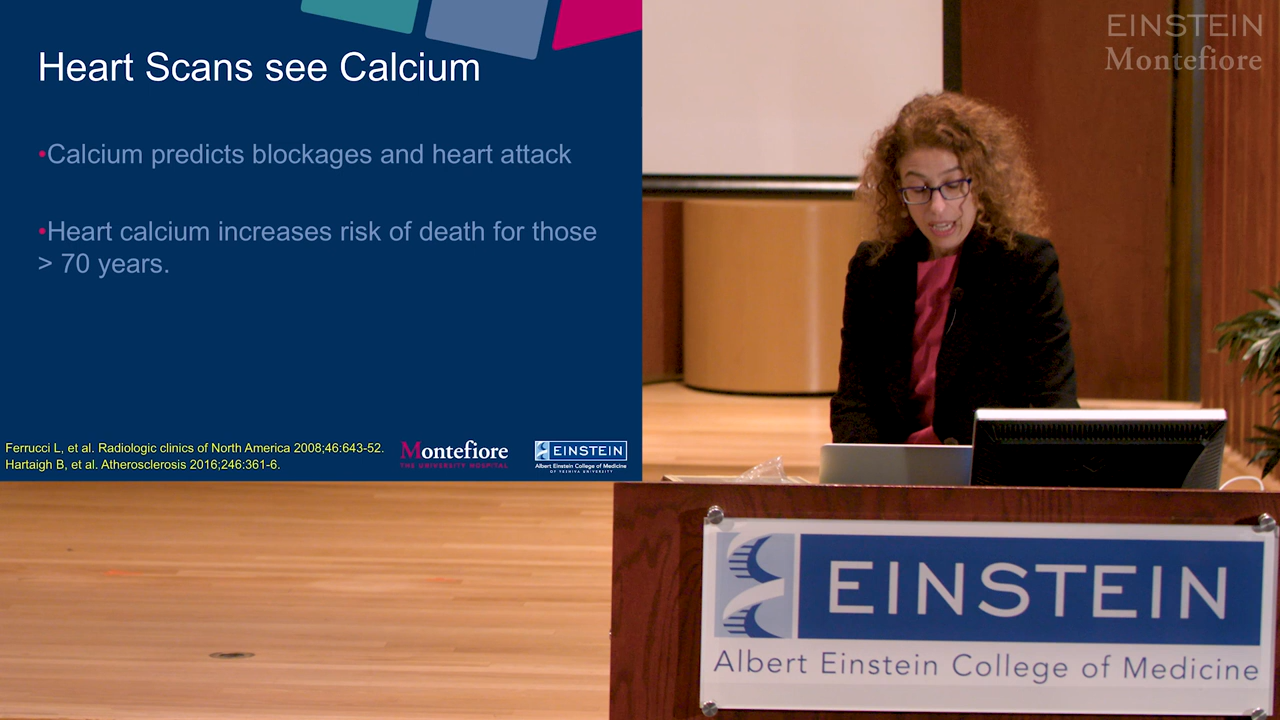 Heart Scans see Calcium
•Calcium predicts blockages and heart attack
•Heart calcium increases risk of death for those
> 70 years.
Ferrucci L, et al. Radiologic clinics of North America 2008;46:643-52.
Hartaigh B, et al. Atherosclerosis 2016;246:361-6.
Montefiore
THE UNIVERSITY HOSPITAL
EINSTEIN
Albert Einstein College of Medicine
OF YESHIVA UNIVERSITY
EINSTEIN
Montefiore
EINSTEIN
Albert Einstein College of Medicine